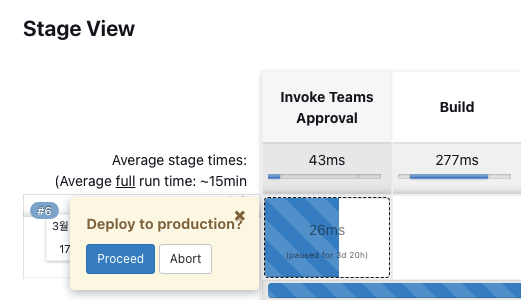 Stage View
Invoke Teams
Approval
Build
Average stage times:
43ms
277ms
(Average full run time: ~15min
#6
3월
Deploy to production?
✖
17
Proceed
Abort
26ms
(paused for 3d 20h)